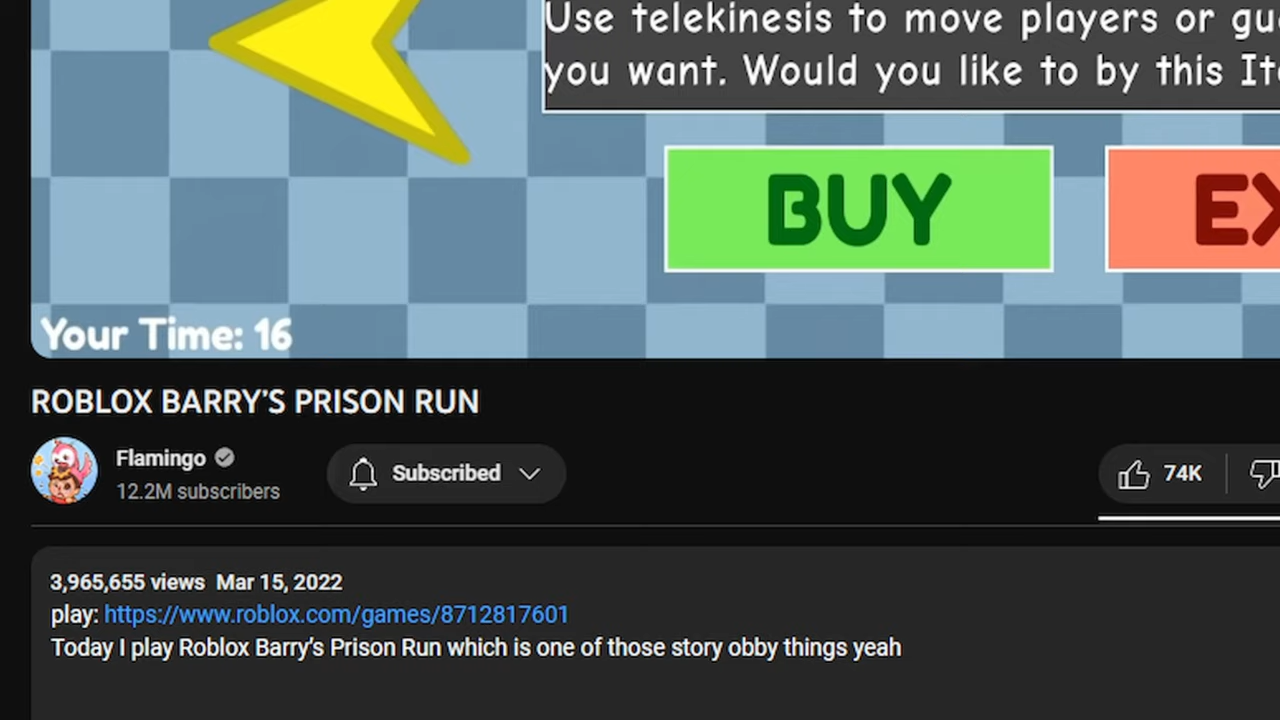 Use telekinesis to move players or
you want. Would you like to by this
BUY
Your Time: 16
ROBLOX BARRY'S PRISON RUN
Flamingo
12.2M subscribers
Subscribed
74K
3,965,655 views Mar 15, 2022
play: https://www.roblox.com/games/8712817601
Today I play Roblox Barry's Prison Run which is one of those story obby things yeah